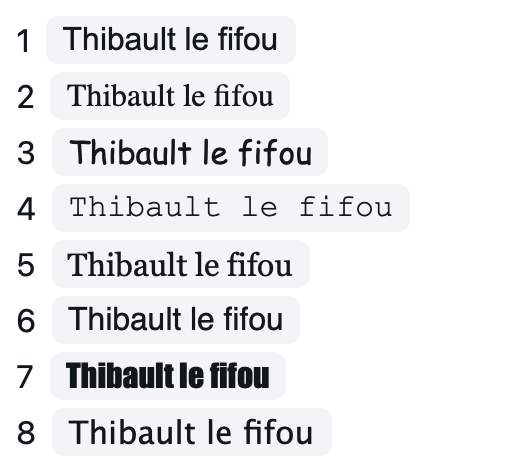 1 Thibault le fifou
2 Thibault le fifou
3 Thibault le fifou
4 Thibault le fifou
5 Thibault le fifou
6 Thibault le fifou
7 Thibault le fifou
8 Thibault le fifou